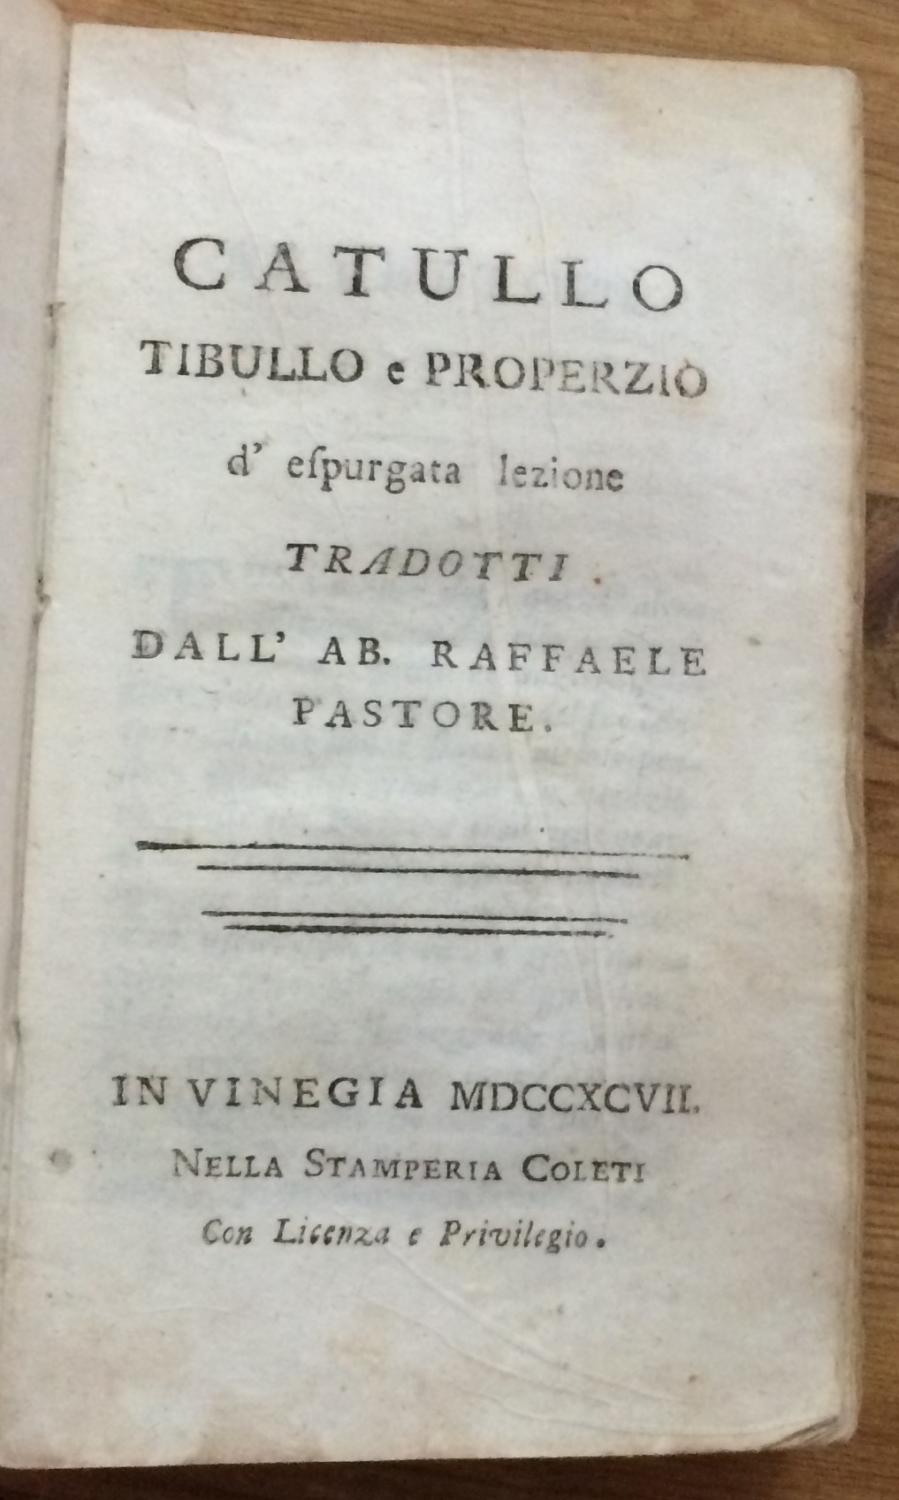 CATULLO
TIBULLO e PROPERZIO
d' eſpurgata lezione
TRADOTTI.
DALL' AB. RAFFAELE
PASTORE.
IN VINEGIA MDCCXCVII.
NELLA STAMPERIA COLETI
Con Licenza e Privilegio.